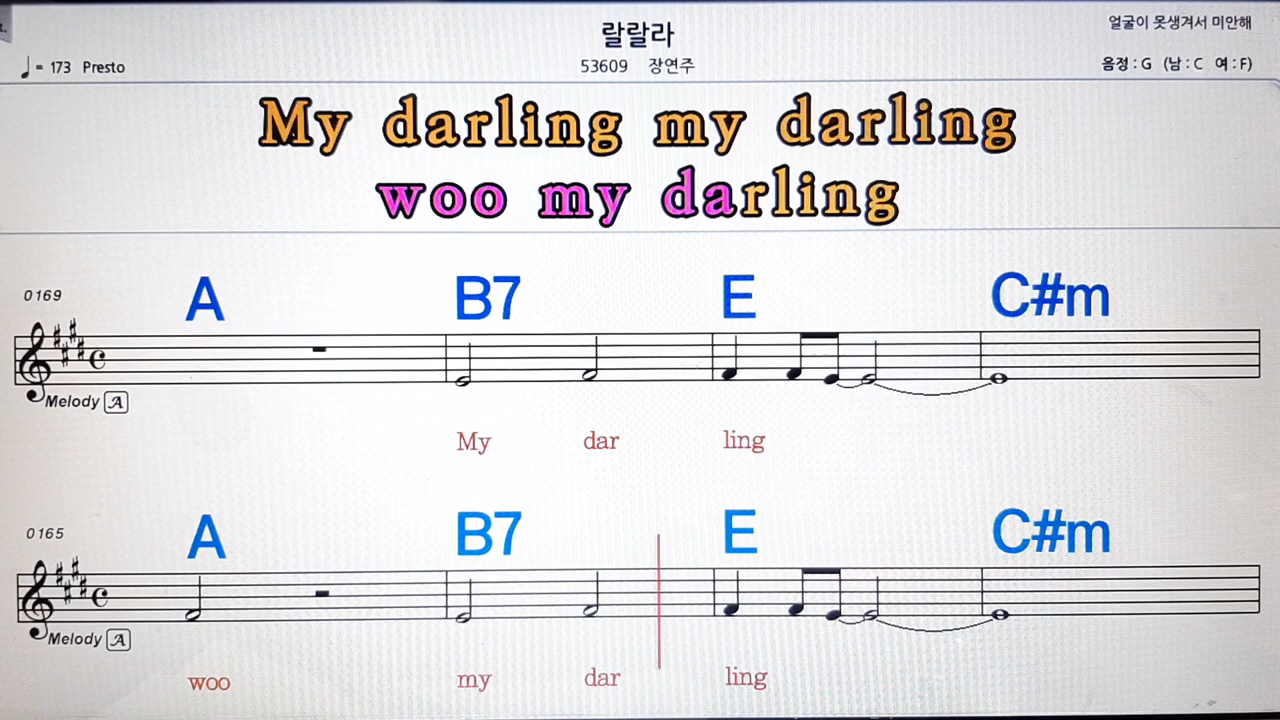 랄랄라
얼굴이 못생겨서 미안해
♩= 173 Presto
53609 장연주
음정 : G (남 : C 여 : F)
My darling my darling
woo my darling
0169
A B7 E C#m
Melody A
My dar ling
0165
A B7 E C#m
Melody A
woo my dar ling